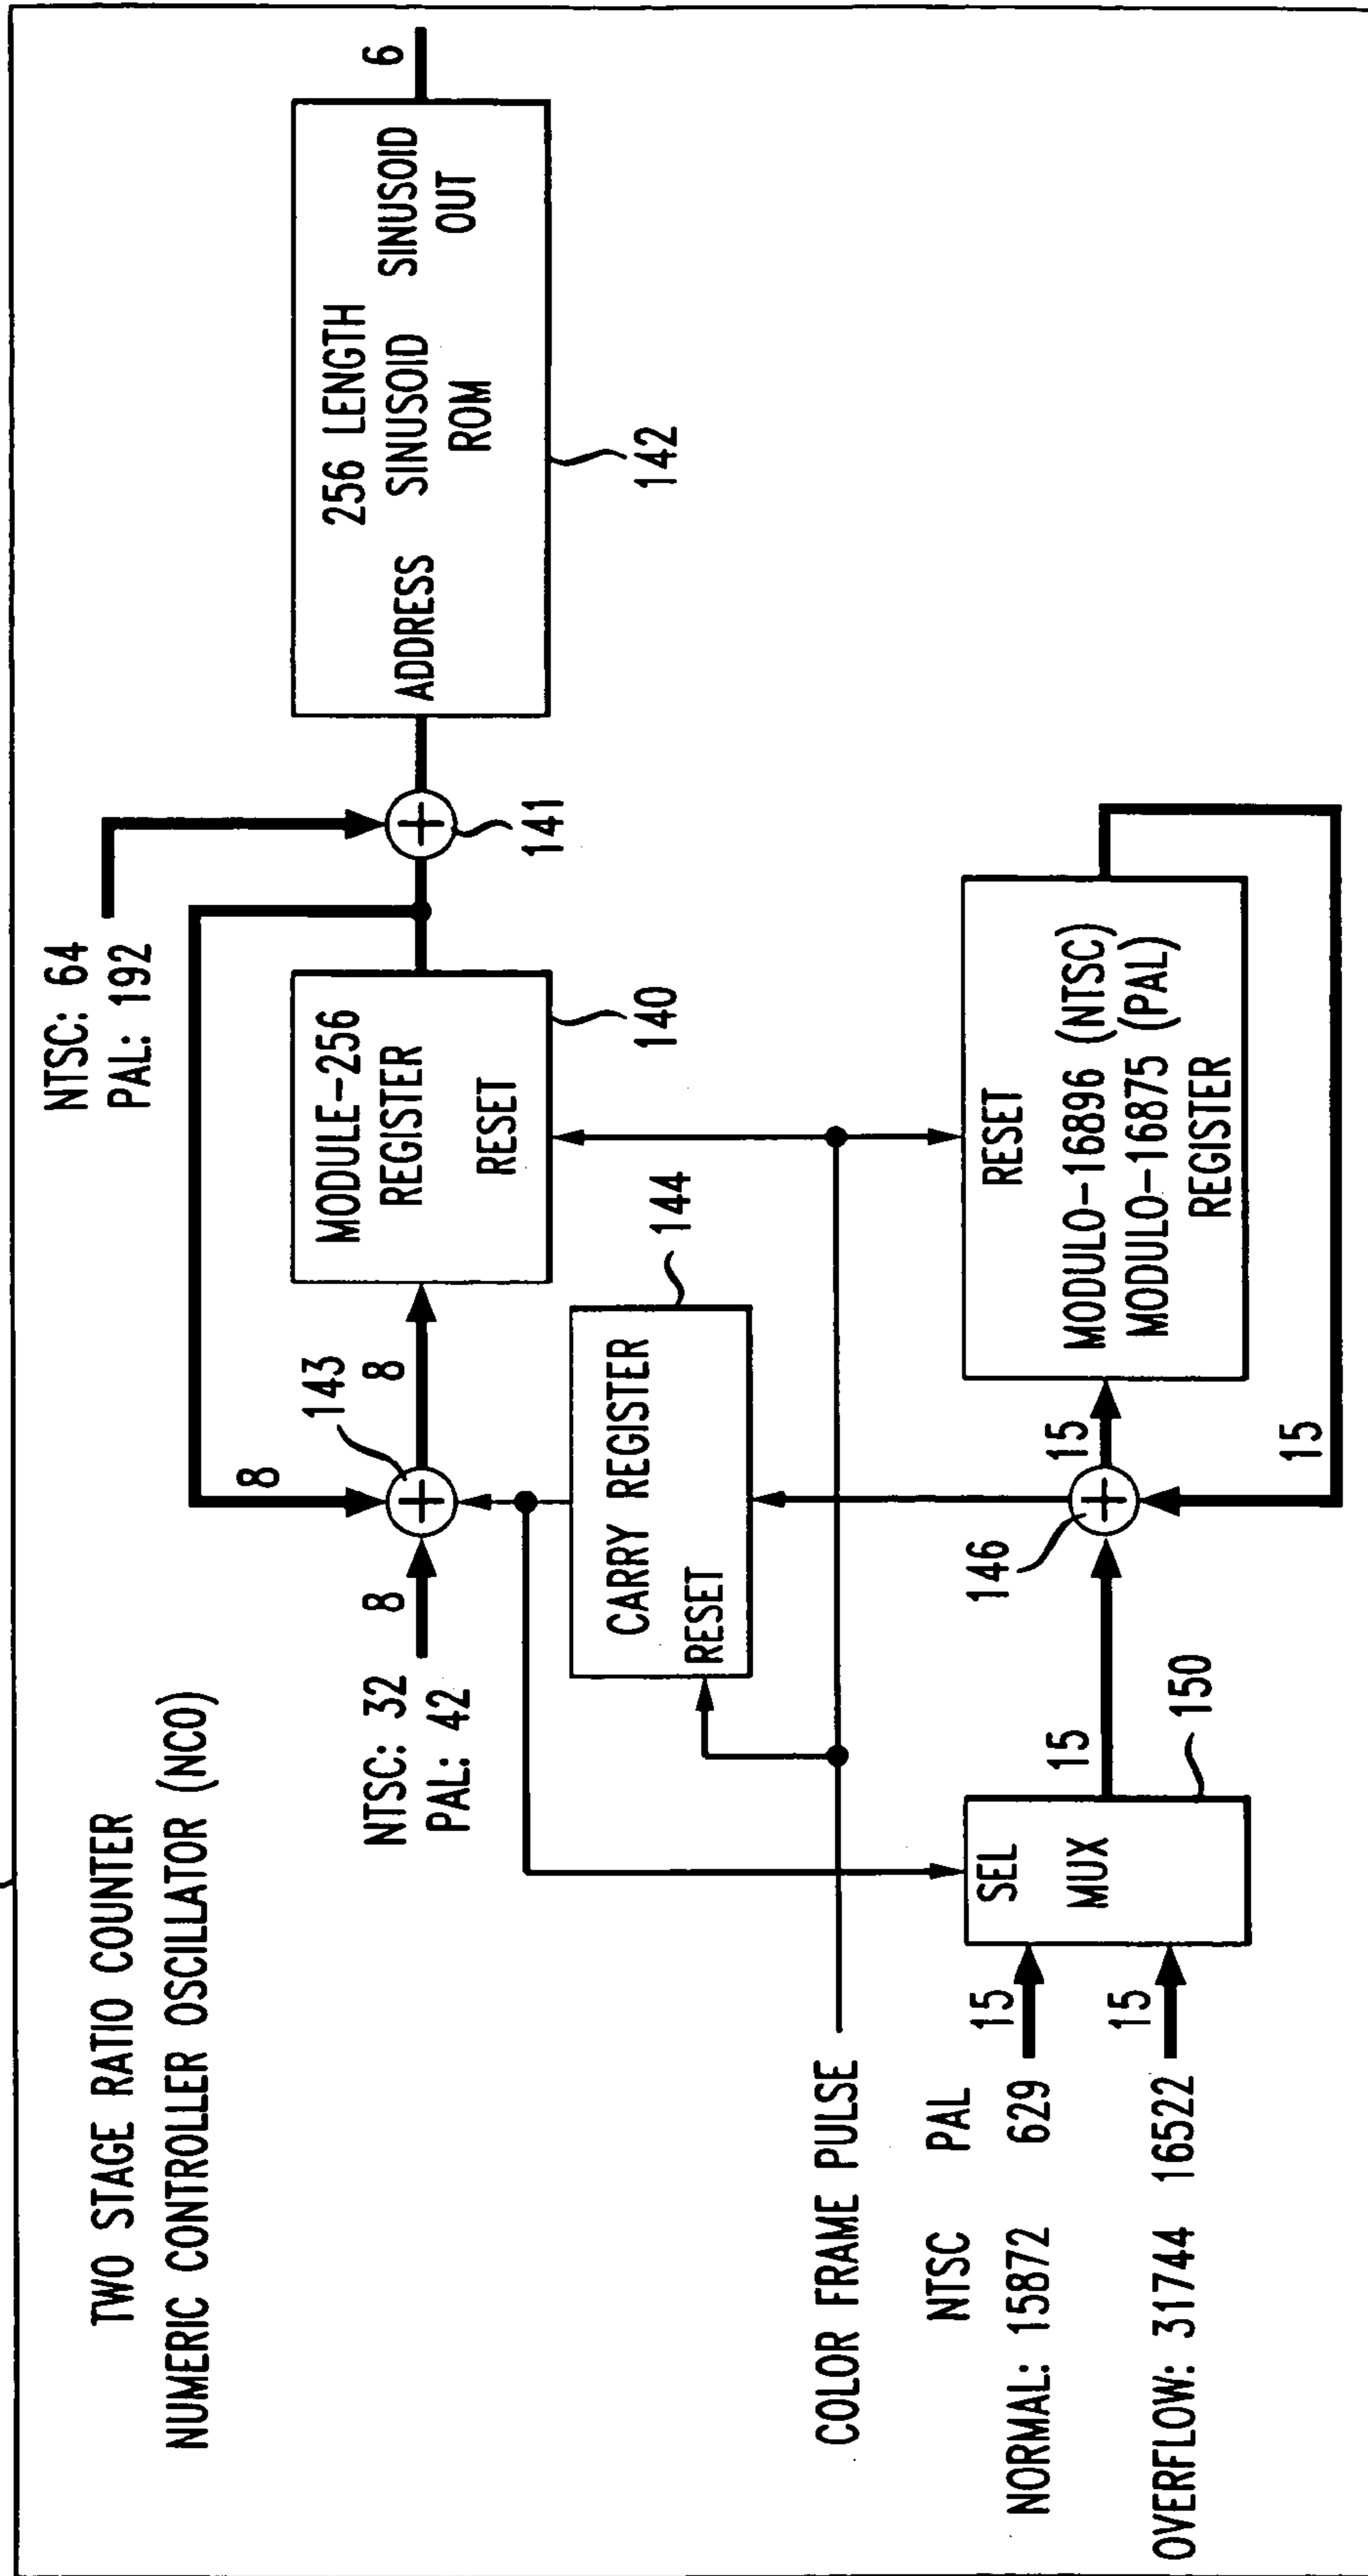 TWO STAGE RATIO COUNTER
NUMERIC CONTROLLER OSCILLATOR (NCO)
NTSC: 64
PAL: 192
8
143
NTSC: 32
PAL: 42
8
8
MODULE-256
REGISTER
RESET
140
141
256 LENGTH
ADDRESS SINUSOID SINUSOID
ROM OUT
142
6
CARRY REGISTER
RESET
144
COLOR FRAME PULSE
NTSC PAL
NORMAL: 15872 629
OVERFLOW: 31744 16522
15
15
SEL
MUX
150
15
146
15
RESET
MODULO-16896 (NTSC)
MODULO-16875 (PAL)
REGISTER
15